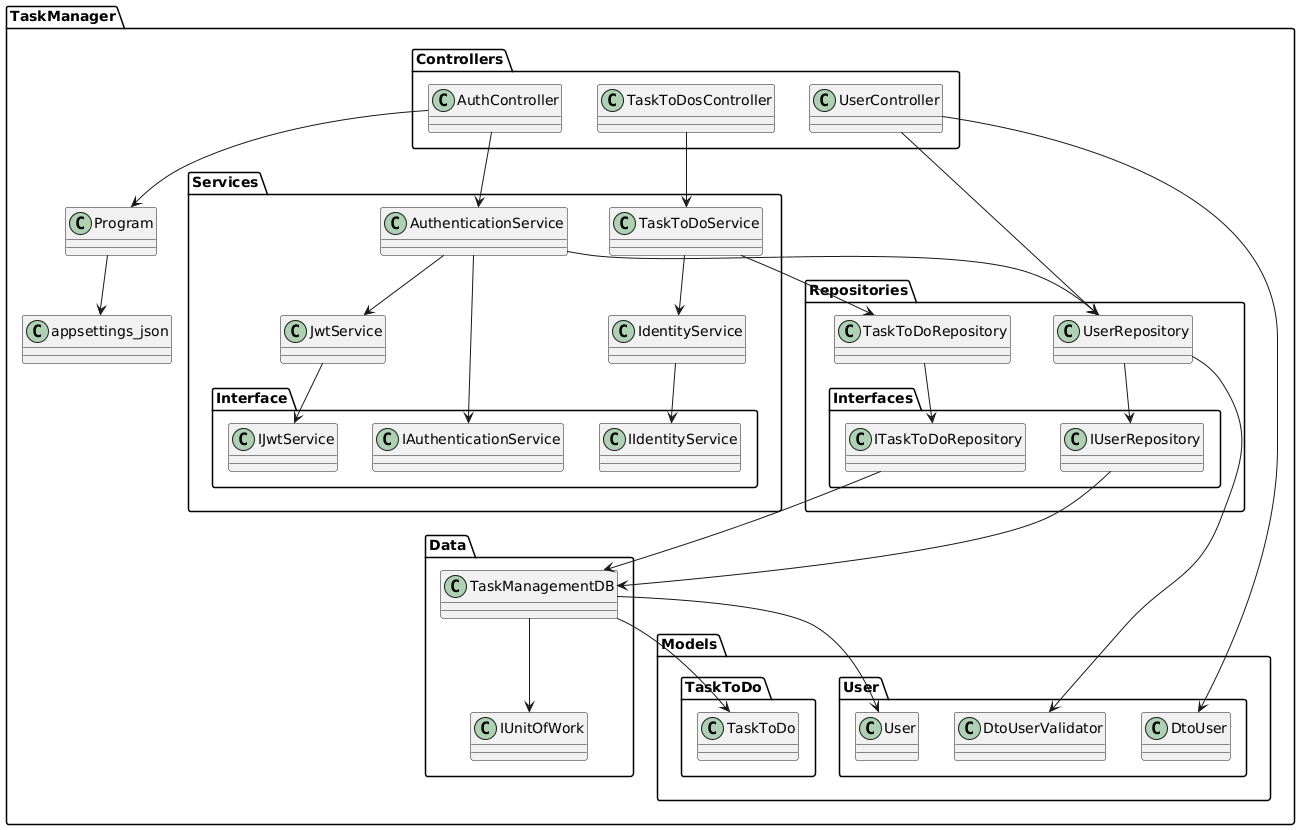 TaskManager
Controllers
C AuthController
C TaskToDosController
C UserController
Services
C Program
C AuthenticationService
C TaskToDoService
Repositories
C appsettings_json
C JwtService
C IdentityService
C TaskToDoRepository
C UserRepository
Interface
Interfaces
C IJwtService
C IAuthenticationService
C IIdentityService
C ITaskToDoRepository
C IUserRepository
Data
C TaskManagementDB
Models
TaskToDo
User
C IUnitOfWork
C TaskToDo
C User
C DtoUserValidator
C DtoUser